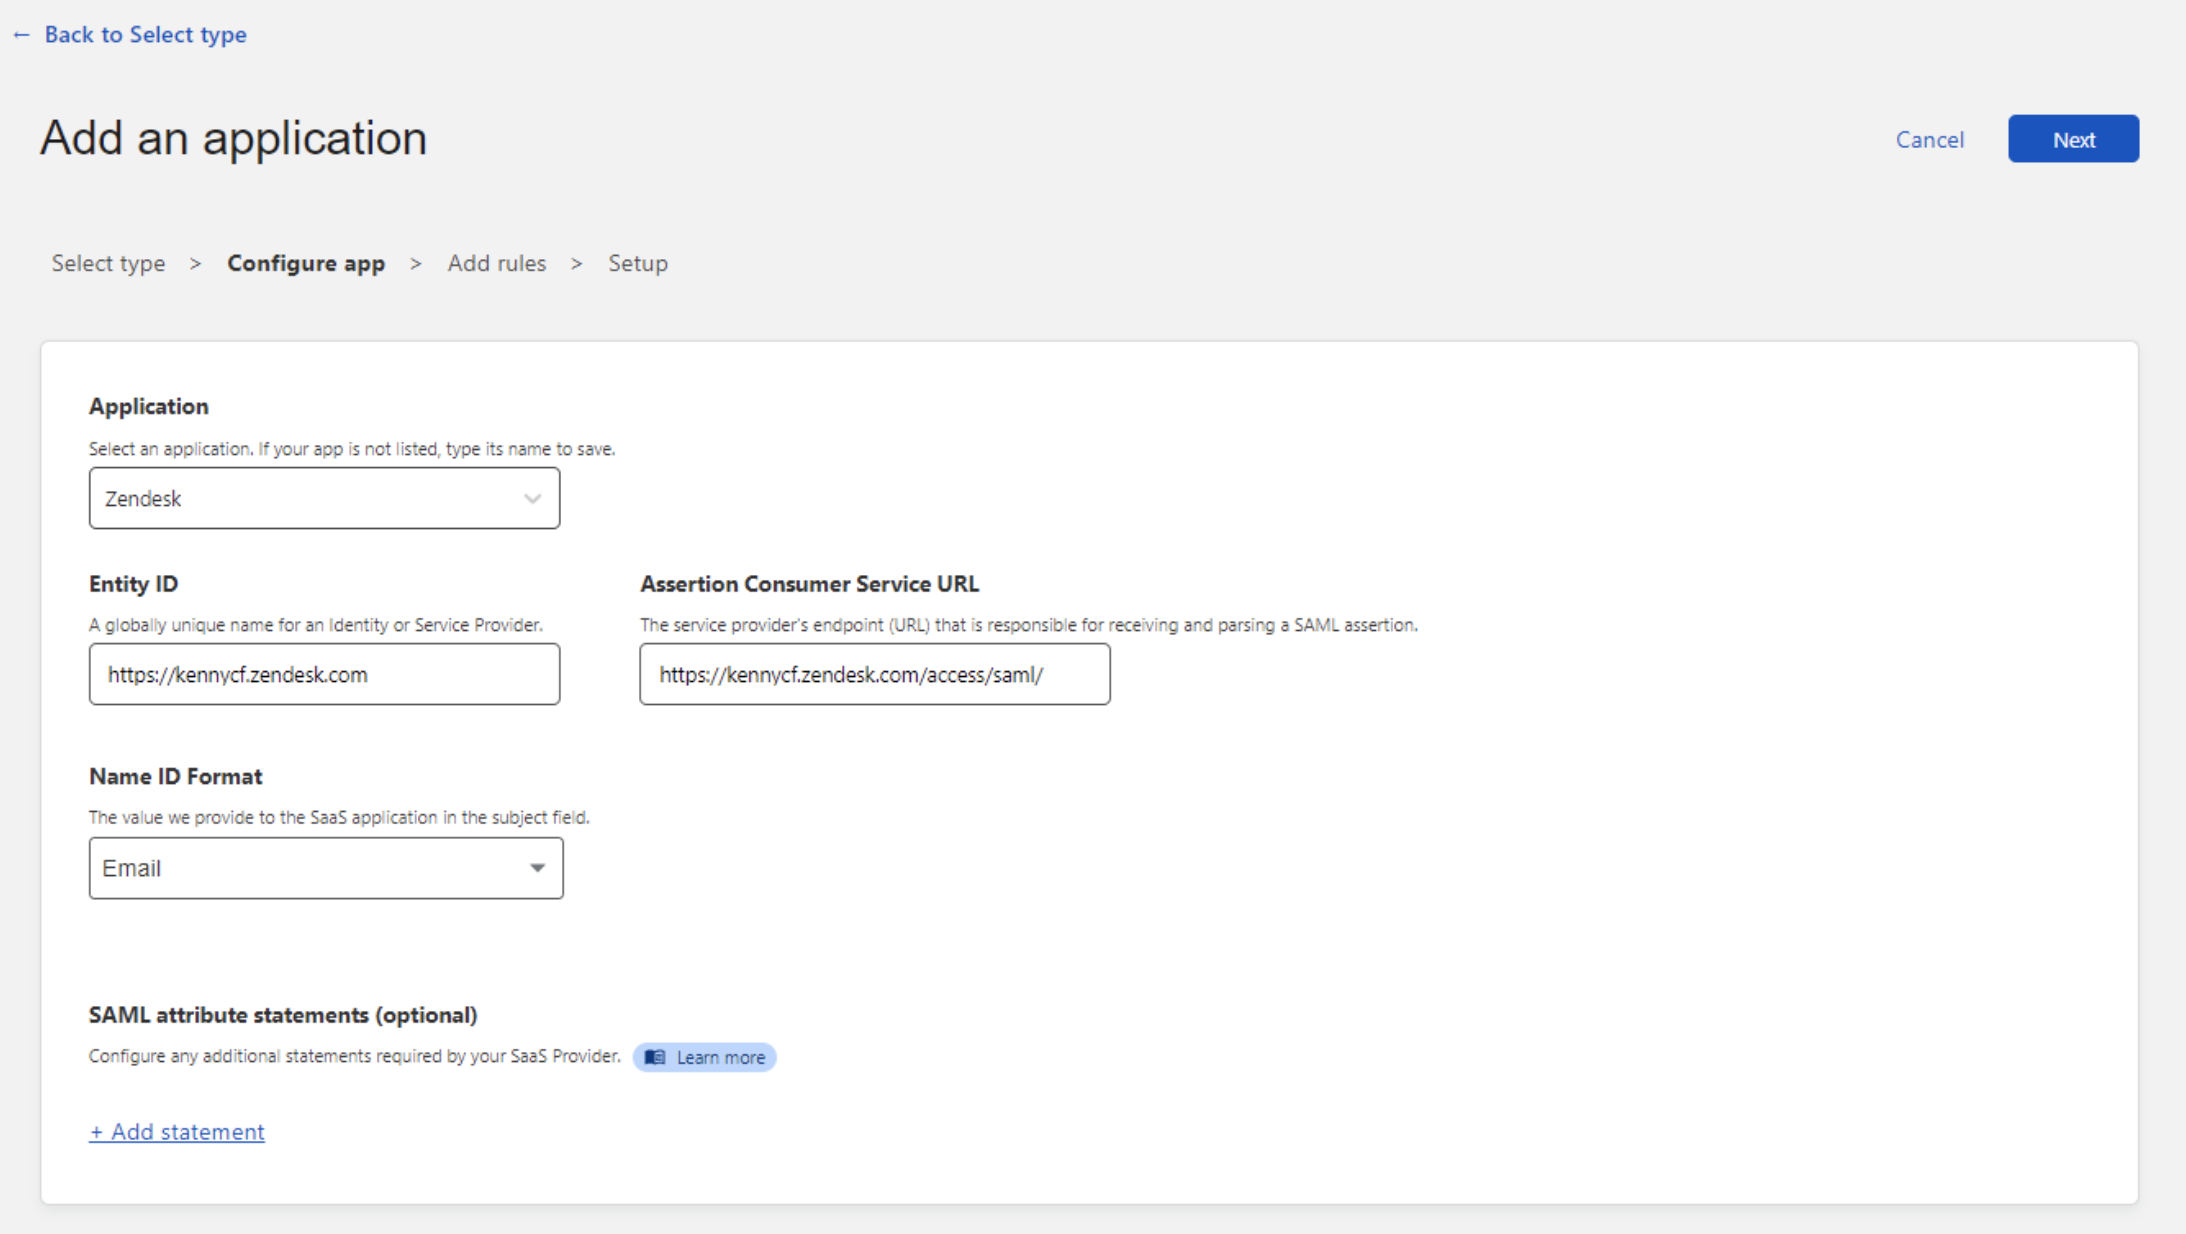 ← Back to Select type
Add an application
Cancel
Next
Select type > Configure app > Add rules > Setup
Application
Select an application. If your app is not listed, type its name to save.
Zendesk
Entity ID
A globally unique name for an Identity or Service Provider.
https://kennycf.zendesk.com
Assertion Consumer Service URL
The service provider's endpoint (URL) that is responsible for receiving and parsing a SAML assertion.
https://kennycf.zendesk.com/access/saml/
Name ID Format
The value we provide to the SaaS application in the subject field.
Email
SAML attribute statements (optional)
Configure any additional statements required by your SaaS Provider. Learn more
+ Add statement